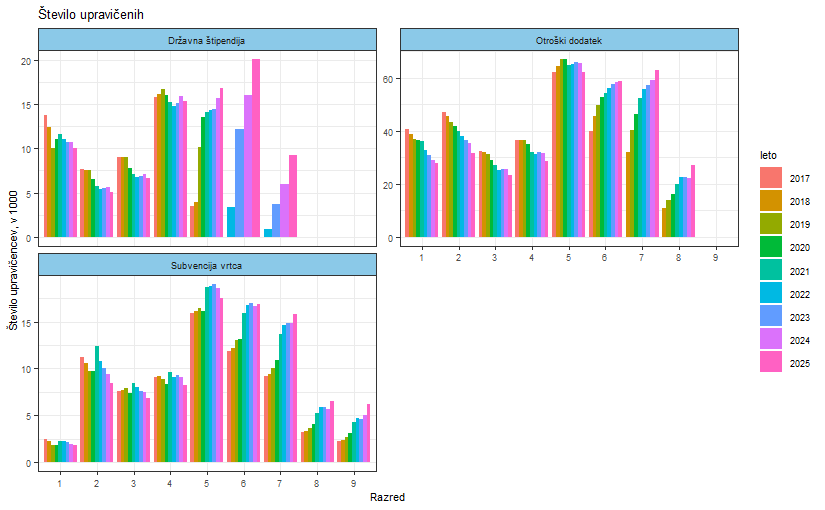 Število upravičenih
Državna štipendija
Otroški dodatek
20
15
10
5
0
60
40
20
0
1 2 3 4 5 6 7 8 9
Subvencija vrtca
15
10
5
0
1 2 3 4 5 6 7 8 9
Število upravičencev, v 1000
Razred
leto
2017
2018
2019
2020
2021
2022
2023
2024
2025